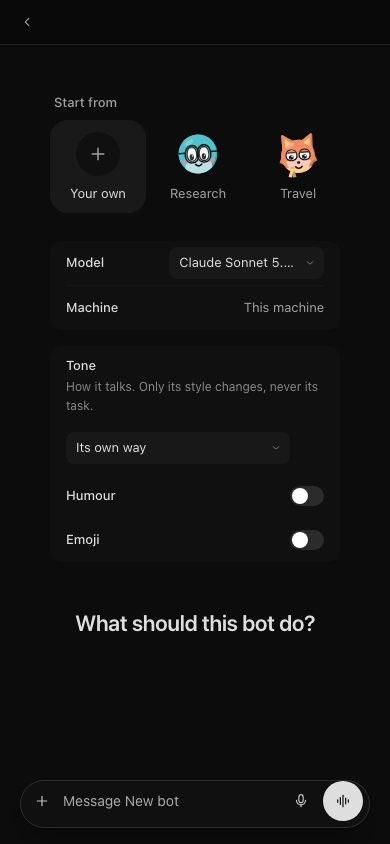 Start from
Your own
Research
Travel
Model
Claude Sonnet 5....
Machine
This machine
Tone
How it talks. Only its style changes, never its
task.
Its own way
Humour
Emoji
What should this bot do?
Message New bot